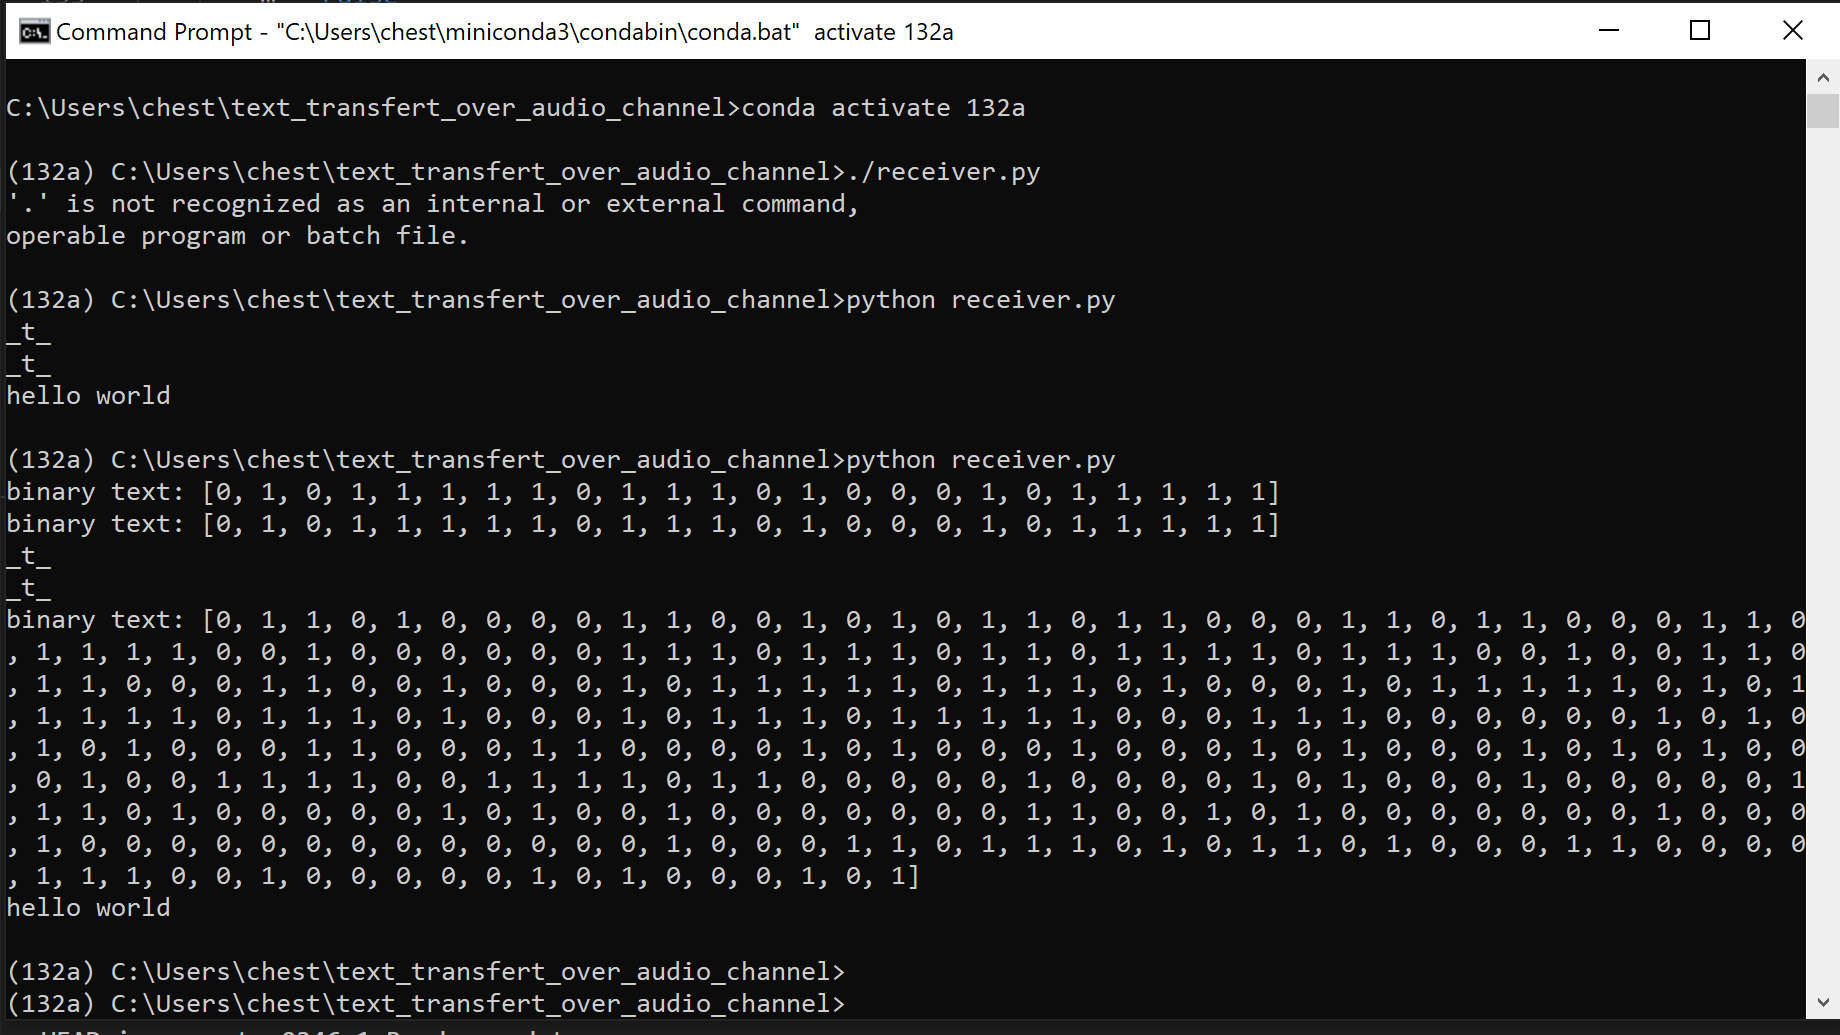 Command Prompt - "C:\Users\chest\miniconda3\condabin\conda.bat"  activate 132a
C:\Users\chest\text_transfert_over_audio_channel>conda activate 132a
(132a) C:\Users\chest\text_transfert_over_audio_channel>./receiver.py
'.' is not recognized as an internal or external command,
operable program or batch file.
(132a) C:\Users\chest\text_transfert_over_audio_channel>python receiver.py
_t_
_t_
hello world
(132a) C:\Users\chest\text_transfert_over_audio_channel>python receiver.py
binary text: [0, 1, 0, 1, 1, 1, 1, 1, 0, 1, 1, 1, 0, 1, 0, 0, 0, 1, 0, 1, 1, 1, 1, 1]
binary text: [0, 1, 0, 1, 1, 1, 1, 1, 0, 1, 1, 1, 0, 1, 0, 0, 0, 1, 0, 1, 1, 1, 1, 1]
_t_
_t_
binary text: [0, 1, 1, 0, 1, 0, 0, 0, 0, 1, 1, 0, 0, 1, 0, 1, 0, 1, 1, 0, 1, 1, 0, 0, 0, 1, 1, 0, 1, 1, 0, 0, 0, 1, 1, 0
, 1, 1, 1, 1, 0, 0, 1, 0, 0, 0, 0, 0, 0, 1, 1, 1, 0, 1, 1, 1, 0, 1, 1, 0, 1, 1, 1, 1, 0, 1, 1, 1, 0, 0, 1, 0, 0, 1, 1, 0
, 1, 1, 0, 0, 0, 1, 1, 0, 0, 1, 0, 0, 0, 1, 0, 1, 1, 1, 1, 1, 0, 1, 1, 1, 0, 1, 0, 0, 0, 1, 0, 1, 1, 1, 1, 1, 0, 1, 0, 1
, 1, 1, 1, 1, 0, 1, 1, 1, 0, 1, 0, 0, 0, 1, 0, 1, 1, 1, 0, 1, 1, 1, 1, 1, 0, 0, 0, 1, 1, 1, 0, 0, 0, 0, 0, 0, 1, 0, 1, 0
, 1, 0, 1, 0, 0, 0, 1, 1, 0, 0, 0, 1, 1, 0, 0, 0, 0, 1, 0, 1, 0, 0, 0, 1, 0, 0, 0, 1, 0, 1, 0, 0, 0, 1, 0, 1, 0, 1, 0, 0
, 0, 1, 0, 0, 1, 1, 1, 1, 0, 0, 1, 1, 1, 1, 0, 1, 1, 0, 0, 0, 0, 0, 1, 0, 0, 0, 0, 1, 0, 1, 0, 0, 0, 1, 0, 0, 0, 0, 0, 1
, 1, 1, 0, 1, 0, 0, 0, 0, 0, 1, 0, 1, 0, 0, 1, 0, 0, 0, 0, 0, 0, 0, 1, 1, 0, 0, 1, 0, 1, 0, 0, 0, 0, 0, 0, 0, 1, 0, 0, 0
, 1, 0, 0, 0, 0, 0, 0, 0, 0, 0, 0, 0, 0, 0, 1, 0, 0, 0, 1, 1, 0, 1, 1, 1, 0, 1, 0, 1, 1, 0, 1, 0, 0, 0, 1, 1, 0, 0, 0, 0
, 1, 1, 1, 0, 0, 1, 0, 0, 0, 0, 0, 1, 0, 1, 0, 0, 0, 1, 0, 1]
hello world
(132a) C:\Users\chest\text_transfert_over_audio_channel>
(132a) C:\Users\chest\text_transfert_over_audio_channel>